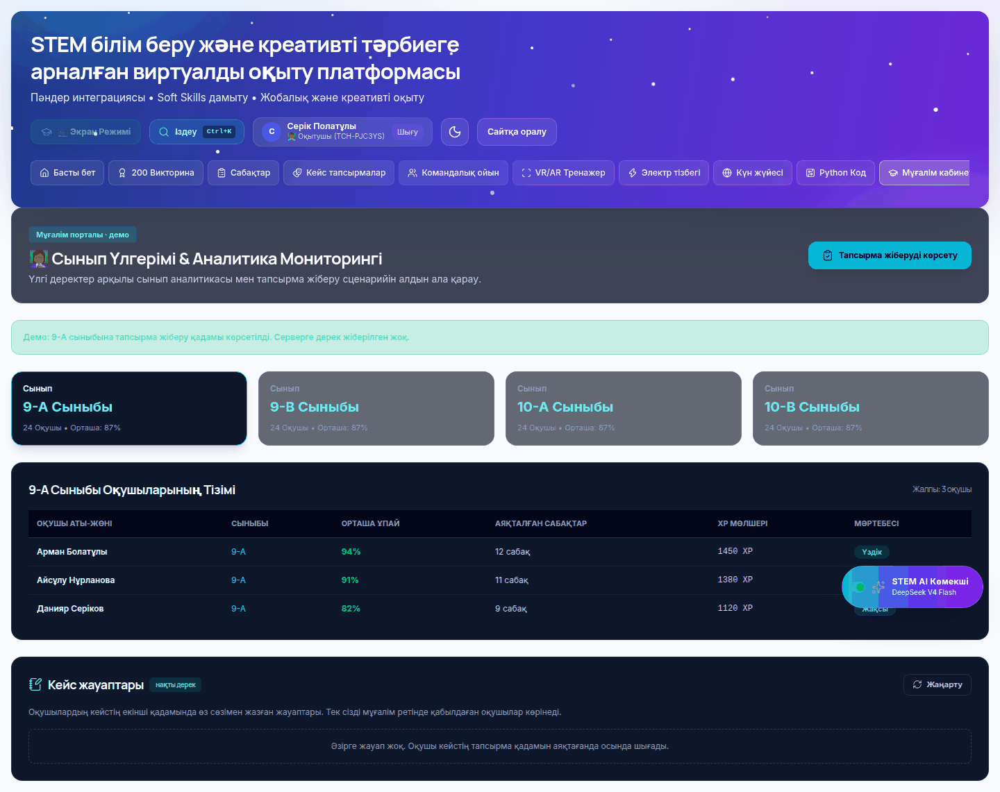 STEM білім беру және креативті тәрбиеге
арналған виртуалды оқыту платформасы
Пәндер интеграциясы • Soft Skills дамыту • Жобалық және креативті оқыту
Экран Режимі
Іздеу Ctrl+K
С
Серік Полатұлы
Оқытушы (TCH-PJC3YS)
Шығу
Сайтқа оралу
Басты бет
200 Викторина
Сабақтар
Кейс тапсырмалар
Командалық ойын
VR/AR Тренажер
Электр тізбегі
Күн жүйесі
Python Код
Мұғалім кабине
Мұғалім порталы · демо
Сынып Үлгерімі & Аналитика Мониторингі
Үлгі деректер арқылы сынып аналитикасы мен тапсырма жіберу сценарийін алдын ала қарау.
Тапсырма жіберуді көрсету
Демо: 9-А сыныбына тапсырма жіберу қадамы көрсетілді. Серверге дерек жіберілген жоқ.
Сынып
9-А Сыныбы
24 Оқушы • Орташа: 87%
Сынып
9-В Сыныбы
24 Оқушы • Орташа: 87%
Сынып
10-А Сыныбы
24 Оқушы • Орташа: 87%
Сынып
10-В Сыныбы
24 Оқушы • Орташа: 87%
9-А Сыныбы Оқушыларының Тізімі
Жалпы: 3 оқушы
ОҚУШЫ АТЫ-ЖӨНІ СЫНЫБЫ ОРТАША ҰПАЙ АЯҚТАЛҒАН САБАҚТАР XP МӨЛШЕРІ МӘРТЕБЕСІ
Арман Болатұлы 9-А 94% 12 сабақ 1450 XP Үздік
Айсұлу Нұрланова 9-А 91% 11 сабақ 1380 XP
Данияр Серіков 9-А 82% 9 сабақ 1120 XP Жақсы
STEM AI Көмекші
DeepSeek V4 Flash
Кейс жауаптары нақты дерек
Жаңарту
Оқушылардың кейстің екінші қадамында өз сөзімен жазған жауаптары. Тек сізді мұғалім ретінде қабылдаған оқушылар көрінеді.
Әзірге жауап жоқ. Оқушы кейстің тапсырма қадамын аяқтағанда осында шығады.